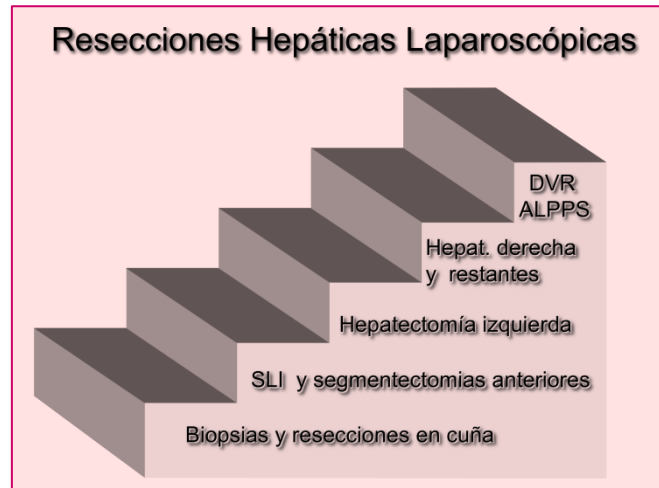 Resecciones Hepáticas Laparoscópicas
DVR
ALPPS
Hepat. derecha
y restantes
Hepatectomía izquierda
SLI y segmentectomias anteriores
Biopsias y resecciones en cuña